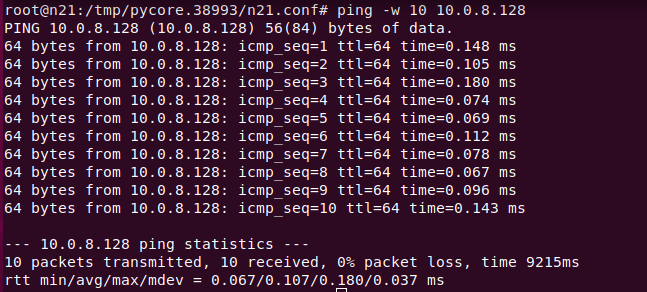 root@n21:/tmp/pycore.38993/n21.conf# ping -w 10 10.0.8.128
PING 10.0.8.128 (10.0.8.128) 56(84) bytes of data.
64 bytes from 10.0.8.128: icmp_seq=1 ttl=64 time=0.148 ms
64 bytes from 10.0.8.128: icmp_seq=2 ttl=64 time=0.105 ms
64 bytes from 10.0.8.128: icmp_seq=3 ttl=64 time=0.180 ms
64 bytes from 10.0.8.128: icmp_seq=4 ttl=64 time=0.074 ms
64 bytes from 10.0.8.128: icmp_seq=5 ttl=64 time=0.069 ms
64 bytes from 10.0.8.128: icmp_seq=6 ttl=64 time=0.112 ms
64 bytes from 10.0.8.128: icmp_seq=7 ttl=64 time=0.078 ms
64 bytes from 10.0.8.128: icmp_seq=8 ttl=64 time=0.067 ms
64 bytes from 10.0.8.128: icmp_seq=9 ttl=64 time=0.096 ms
64 bytes from 10.0.8.128: icmp_seq=10 ttl=64 time=0.143 ms
--- 10.0.8.128 ping statistics ---
10 packets transmitted, 10 received, 0% packet loss, time 9215ms
rtt min/avg/max/mdev = 0.067/0.107/0.180/0.037 ms